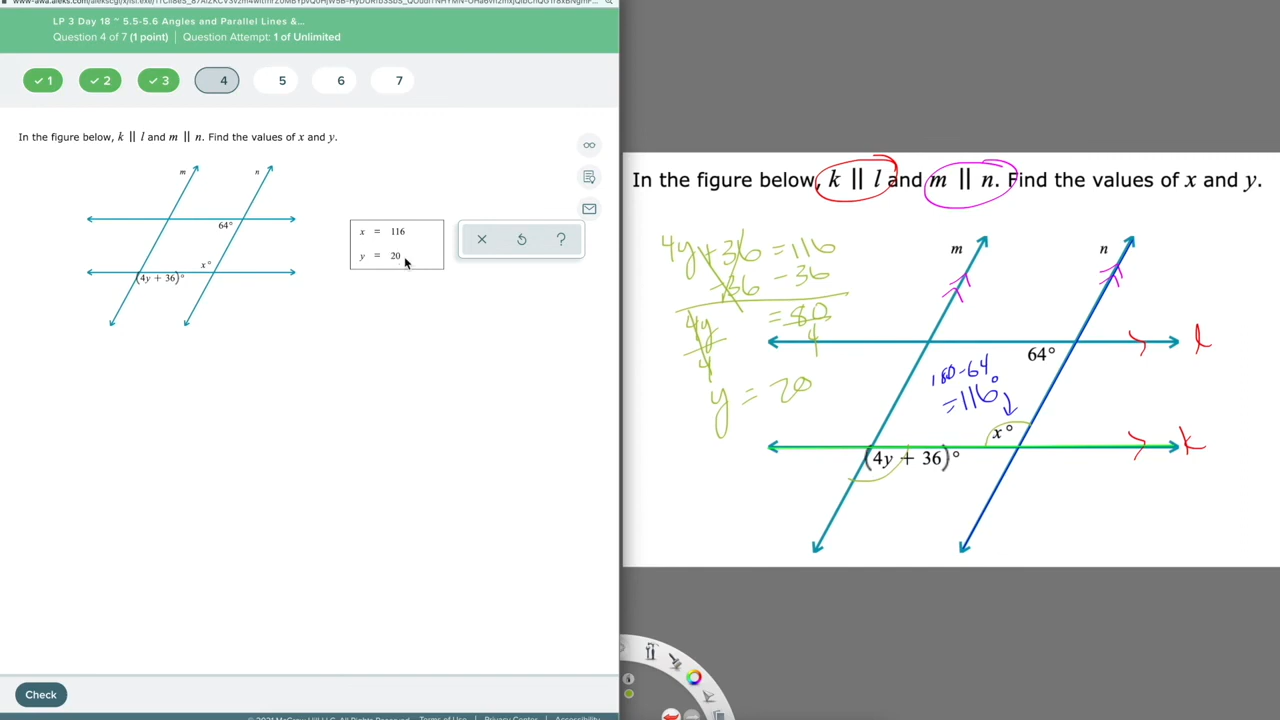 LP 3 Day 18 ~ 5.5-5.6 Angles and Parallel Lines &...
Question 4 of 7 (1 point) | Question Attempt: 1 of Unlimited
✓ 1 ✓ 2 ✓ 3 4 5 6 7
In the figure below, k || l and m || n. Find the values of x and y.
m n
64°
x°
(4y + 36)°
x = 116
y = 20
Check
In the figure below, k || l and m || n. Find the values of x and y.
4y + 36 = 116
-36 -36
4y = 80
4 4
y = 20
m n
l
64°
180-64
=116°
x°
k
(4y + 36)°